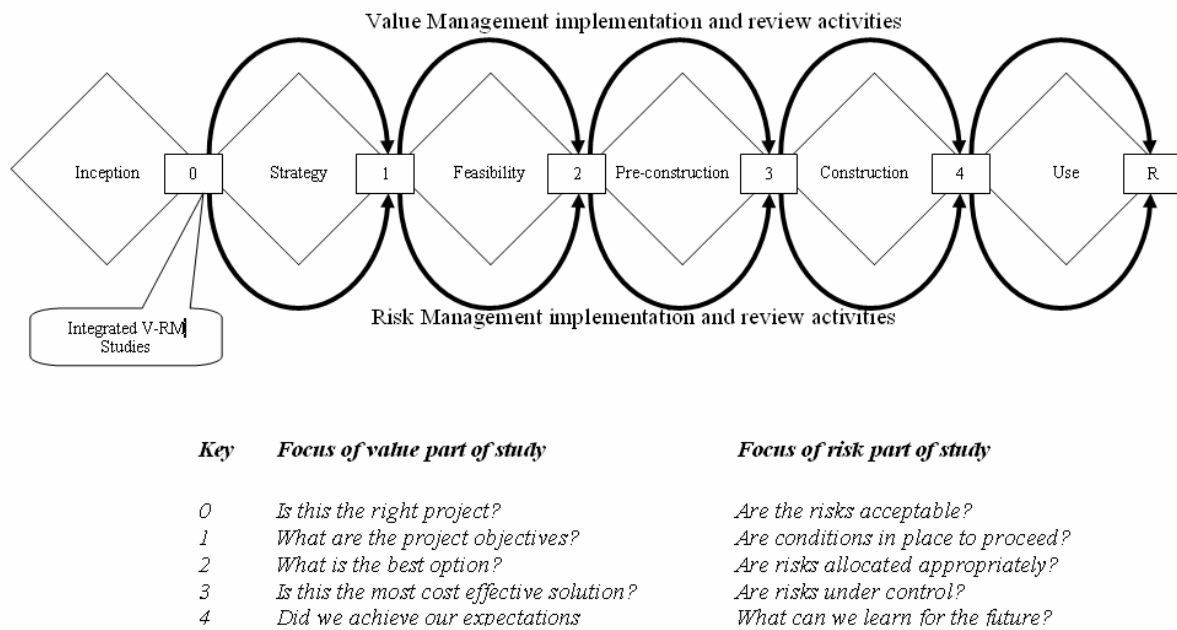 Value Management implementation and review activities
Inception 0 Strategy 1 Feasibility 2 Pre-construction 3 Construction 4 Use R
Integrated V-RM
Studies
Risk Management implementation and review activities
Key Focus of value part of study Focus of risk part of study
0 Is this the right project? Are the risks acceptable?
1 What are the project objectives? Are conditions in place to proceed?
2 What is the best option? Are risks allocated appropriately?
3 Is this the most cost effective solution? Are risks under control?
4 Did we achieve our expectations What can we learn for the future?